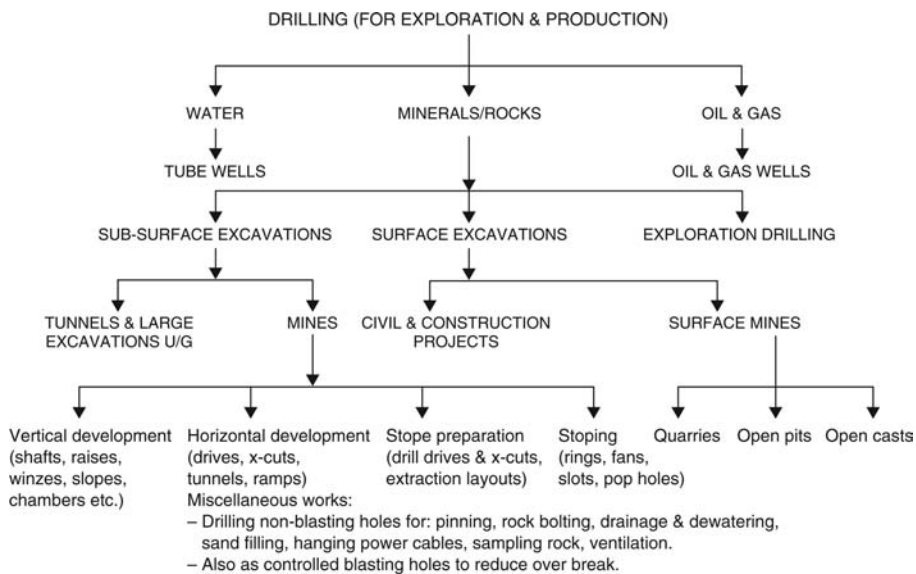 DRILLING (FOR EXPLORATION & PRODUCTION)
WATER
MINERALS/ROCKS
OIL & GAS
TUBE WELLS
OIL & GAS WELLS
SUB-SURFACE EXCAVATIONS
SURFACE EXCAVATIONS
EXPLORATION DRILLING
TUNNELS & LARGE
EXCAVATIONS U/G
MINES
CIVIL & CONSTRUCTION
PROJECTS
SURFACE MINES
Vertical development
(shafts, raises,
winzes, slopes,
chambers etc.)
Horizontal development
(drives, x-cuts,
tunnels, ramps)
Stope preparation
(drill drives & x-cuts,
extraction layouts)
Stoping
(rings, fans,
slots, pop holes)
Quarries
Open pits
Open casts
Miscellaneous works:
– Drilling non-blasting holes for: pinning, rock bolting, drainage & dewatering,
sand filling, hanging power cables, sampling rock, ventilation.
– Also as controlled blasting holes to reduce over break.